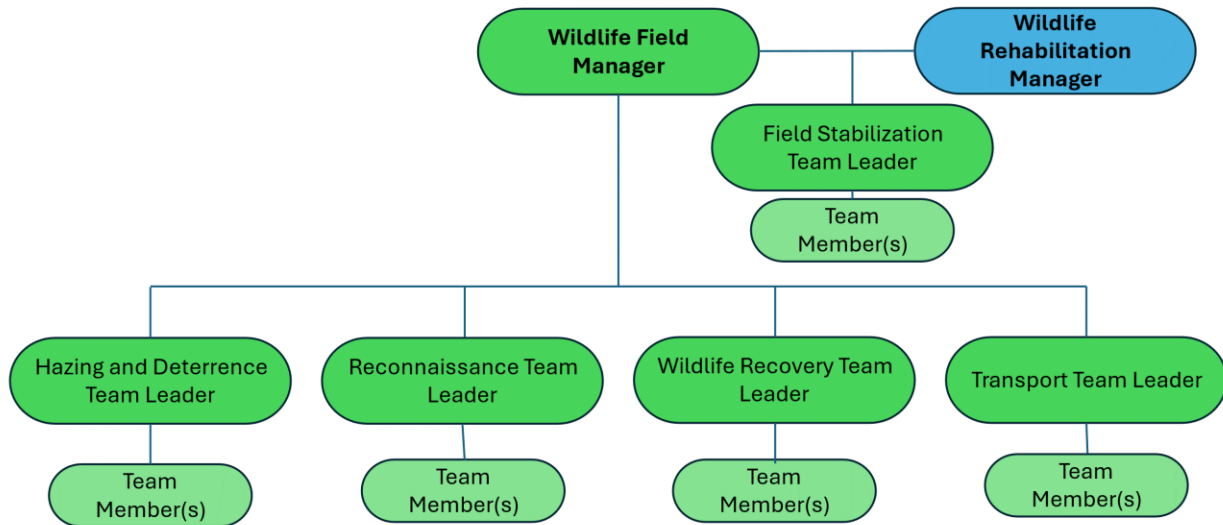 Wildlife Field
Manager
Wildlife
Rehabilitation
Manager
Field Stabilization
Team Leader
Team
Member(s)
Hazing and Deterrence
Team Leader
Reconnaissance Team
Leader
Wildlife Recovery Team
Leader
Transport Team Leader
Team
Member(s)
Team
Member(s)
Team
Member(s)
Team
Member(s)